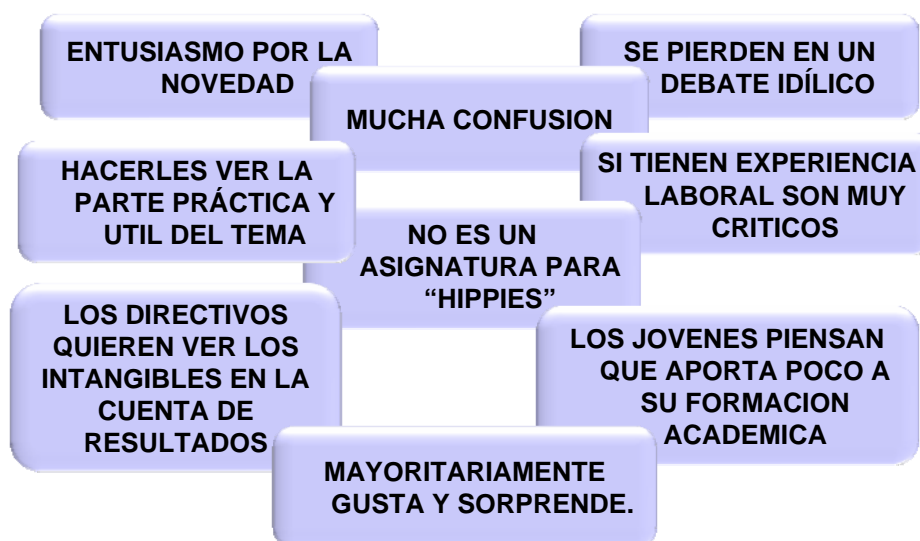 ENTUSIASMO POR LA
NOVEDAD
SE PIERDEN EN UN
DEBATE IDÍLICO
MUCHA CONFUSION
HACERLES VER LA
PARTE PRÁCTICA Y
UTIL DEL TEMA
SI TIENEN EXPERIENCIA
LABORAL SON MUY
CRITICOS
NO ES UN
ASIGNATURA PARA
“HIPPIES”
LOS DIRECTIVOS
QUIEREN VER LOS
INTANGIBLES EN LA
CUENTA DE
RESULTADOS
LOS JOVENES PIENSAN
QUE APORTA POCO A
SU FORMACION
ACADEMICA
MAYORITARIAMENTE
GUSTA Y SORPRENDE.